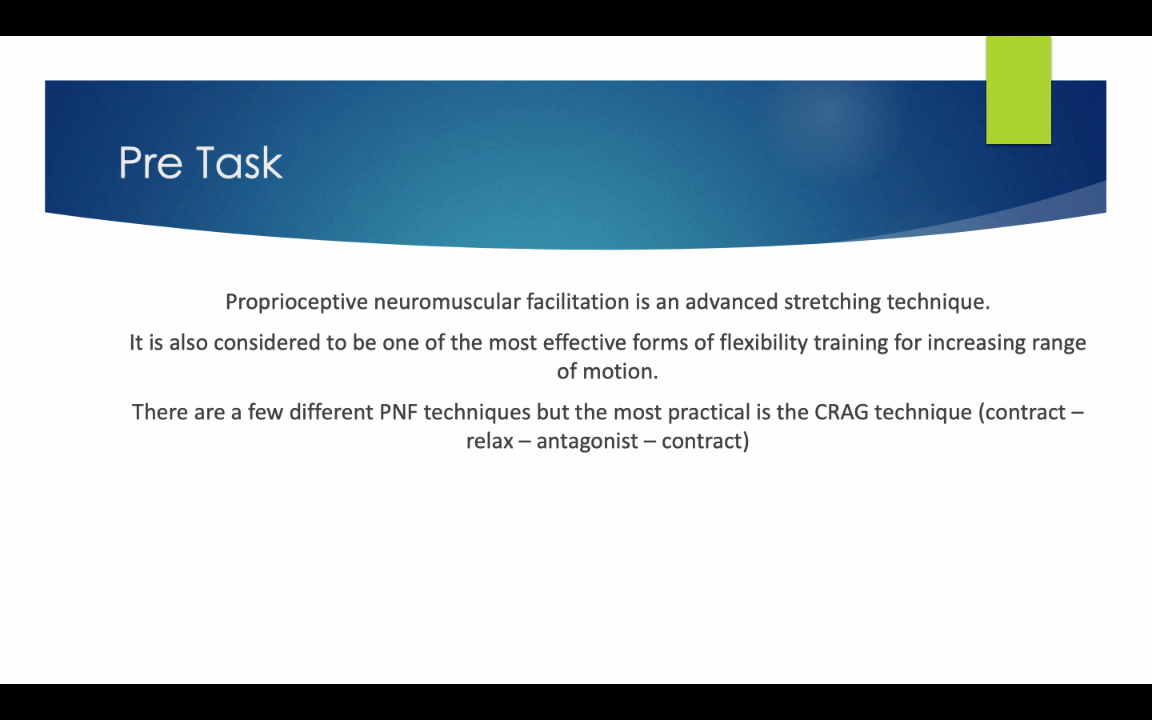 Pre Task
Proprioceptive neuromuscular facilitation is an advanced stretching technique.
It is also considered to be one of the most effective forms of flexibility training for increasing range
of motion.
There are a few different PNF techniques but the most practical is the CRAG technique (contract –
relax – antagonist – contract)